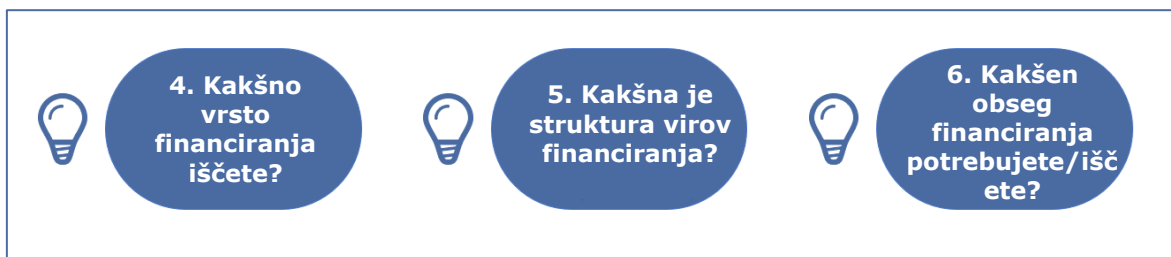 4. Kakšno
vrsto
financiranja
iščete?
5. Kakšna je
struktura virov
financiranja?
6. Kakšen
obseg
financiranja
potrebujete/išč
ete?